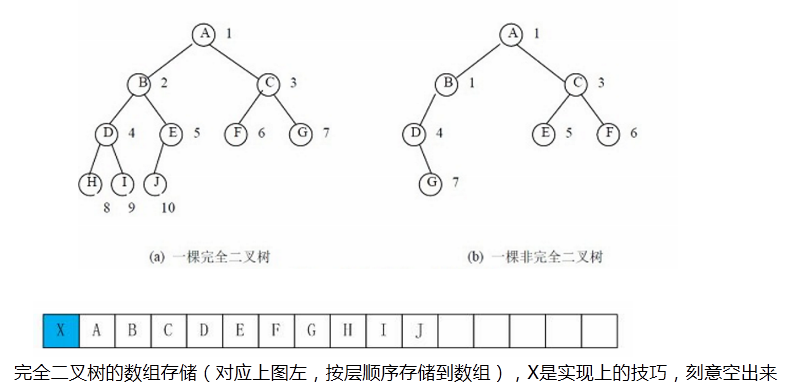 A 1 A 1
B 2 C 3 B 1 C 3
D 4 E 5 F 6 G 7 D 4 E 5 F 6
H I J G 7
8 9 10
(a) 一棵完全二叉树 (b) 一棵非完全二叉树
X A B C D E F G H I J
完全二叉树的数组存储（对应上图左，按层顺序存储到数组），X是实现上的技巧，刻意空出来